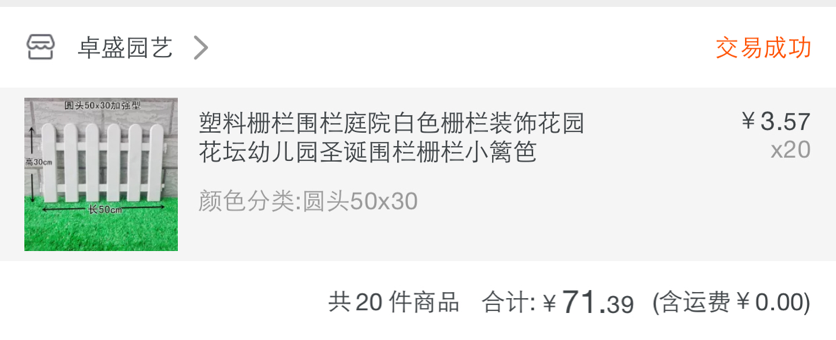 卓盛园艺
交易成功
圆头50x30加强型
高30cm
长50cm
塑料栅栏围栏庭院白色栅栏装饰花园
花坛幼儿园圣诞围栏栅栏小篱笆
￥3.57
x20
颜色分类:圆头50x30
共20件商品 合计:￥71.39 (含运费￥0.00)